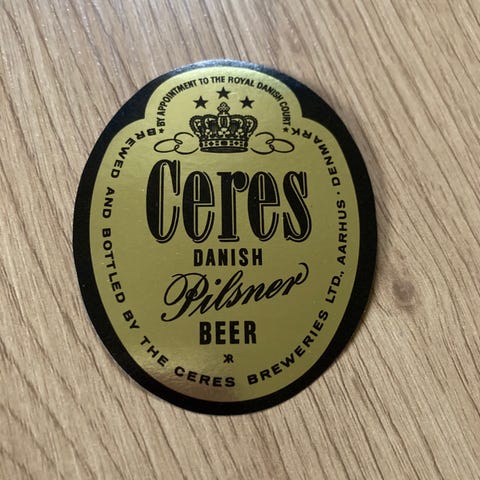 ★ BY APPOINTMENT TO THE ROYAL DANISH COURT ★
Ceres
DANISH
Pilsner
BEER
BREWED AND BOTTLED BY THE CERES BREWERIES LTD., AARHUS · DENMARK